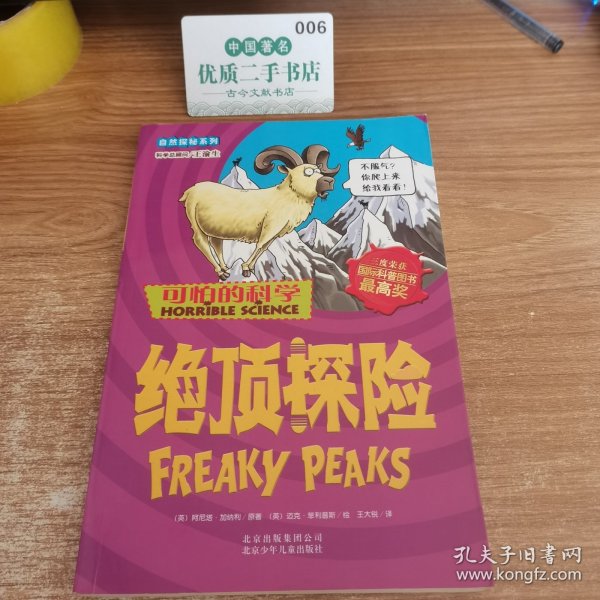 006
中国著名
优质二手书店
古今文献书店
自然探秘系列
科学总顾问 王渝生
不服气?
你爬上来
给我看看!
三度荣获
国际科普图书
最高奖
可怕的科学
HORRIBLE SCIENCE
绝顶探险
FREAKY PEAKS
(英) 阿尼塔·加纳利/原著 (英) 迈克·菲利普斯/绘 王大锐/译
北京出版集团公司
北京少年儿童出版社
孔夫子旧书网
www.kongfz.com